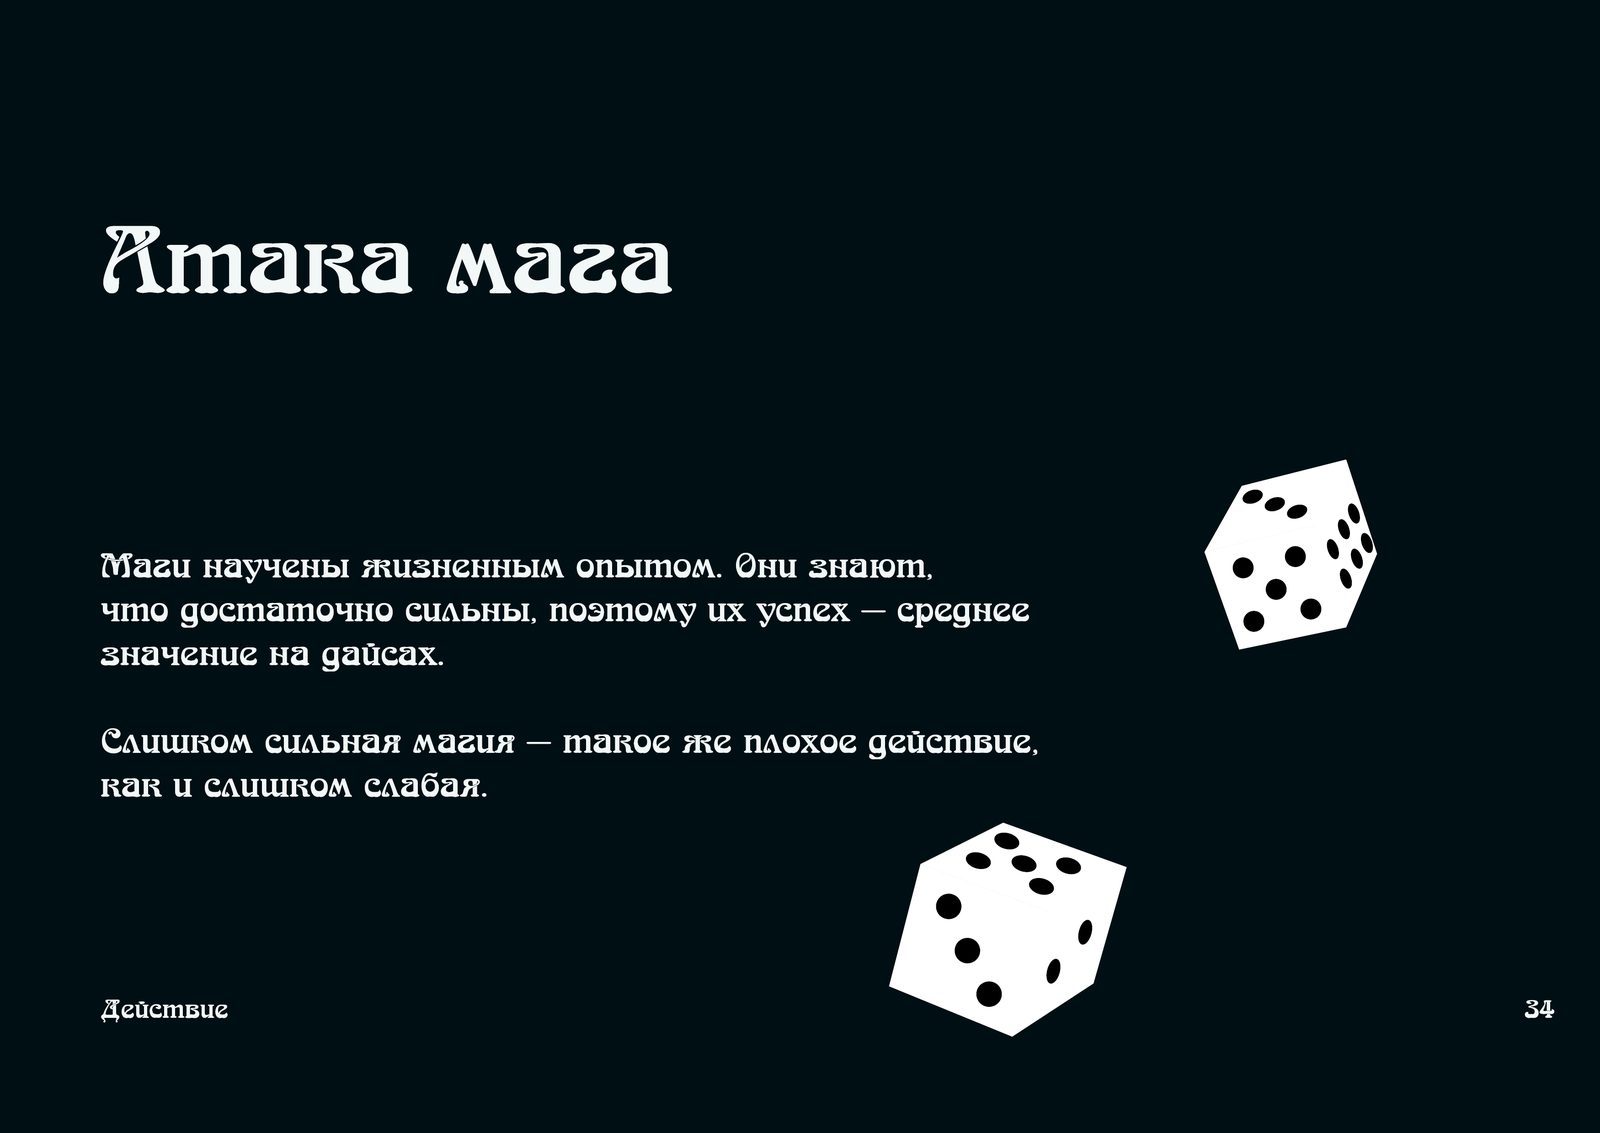 Атака мага
Маги научены жизненным опытом. Они знают,
что достаточно сильны, поэтому их успех — среднее
значение на дайсах.
Слишком сильная магия — такое же плохое действие,
как и слишком слабая.
Действие
34